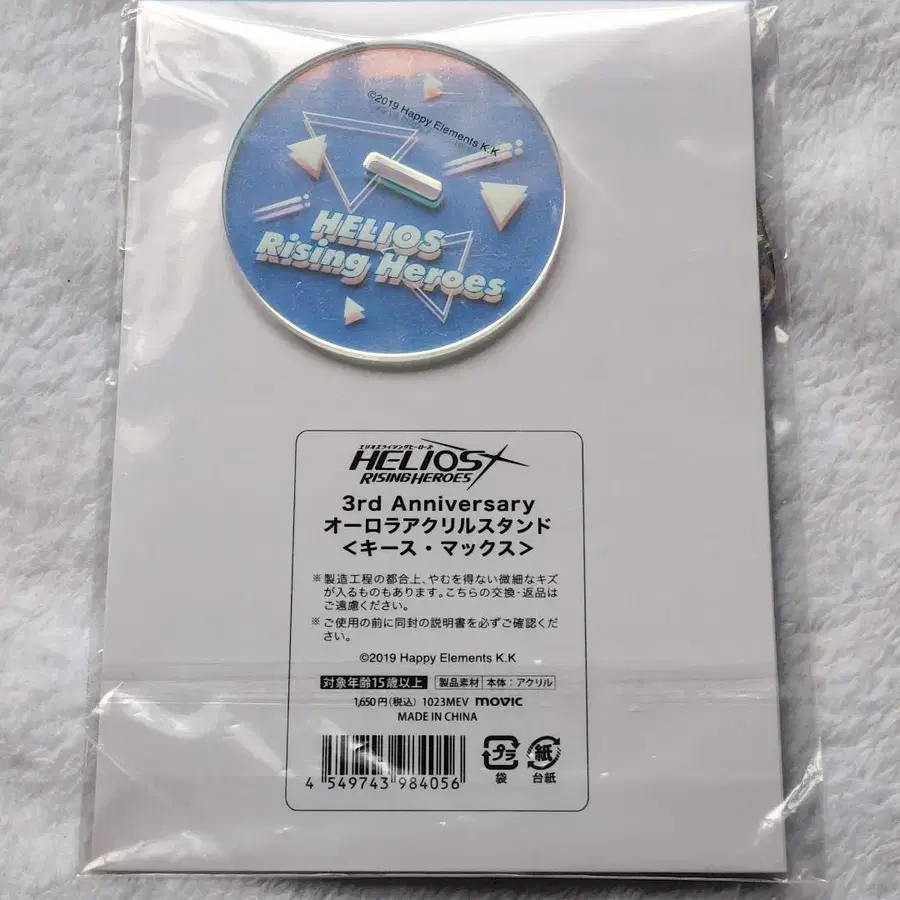 ©2019 Happy Elements K.K
HELIOS
Rising Heroes
エリオスライジングヒーローズ
HELIOS
RISING HEROES
3rd Anniversary
オーロラアクリルスタンド
<キース・マックス>
※製造工程の都合上、やむを得ない微細なキズ
が入るものもあります。こちらの交換・返品は
ご遠慮ください。
※ご使用の前に同封の説明書を必ずご確認くださ
い。
©2019 Happy Elements K.K
対象年齢15歳以上 製品素材 本体:アクリル
1,650円(税込) 1023MEV movic
MADE IN CHINA
4 549743 984056
プラ 紙
袋 台紙